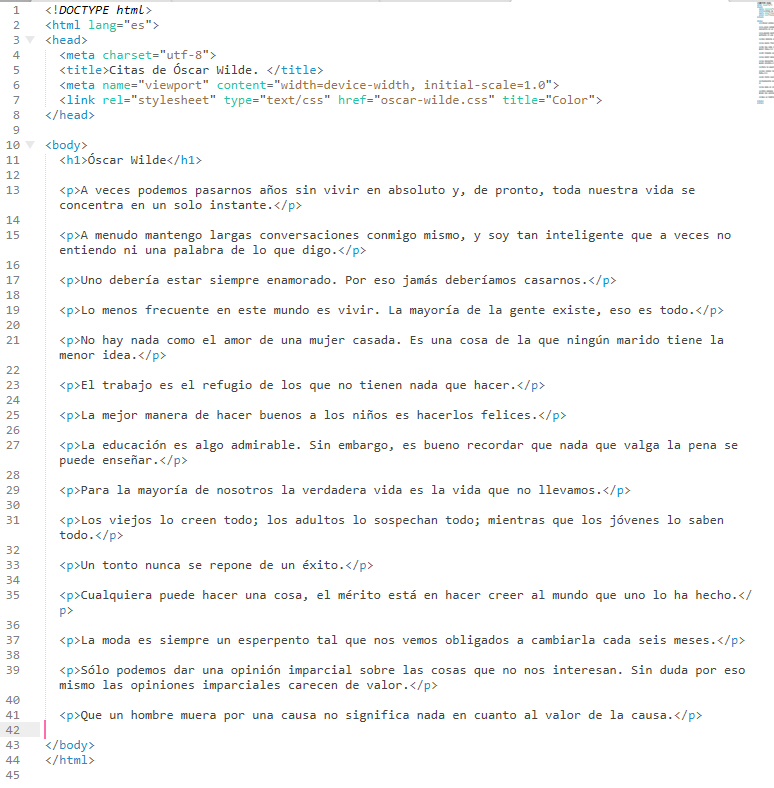 1 <!DOCTYPE html>
2 <html lang="es">
3 <head>
4 <meta charset="utf-8">
5 <title>Citas de Óscar Wilde. </title>
6 <meta name="viewport" content="width=device-width, initial-scale=1.0">
7 <link rel="stylesheet" type="text/css" href="oscar-wilde.css" title="Color">
8 </head>
9
10 <body>
11 <h1>Óscar Wilde</h1>
12
13 <p>A veces podemos pasarnos años sin vivir en absoluto y, de pronto, toda nuestra vida se
concentra en un solo instante.</p>
14
15 <p>A menudo mantengo largas conversaciones conmigo mismo, y soy tan inteligente que a veces no
entiendo ni una palabra de lo que digo.</p>
16
17 <p>Uno debería estar siempre enamorado. Por eso jamás deberíamos casarnos.</p>
18
19 <p>Lo menos frecuente en este mundo es vivir. La mayoría de la gente existe, eso es todo.</p>
20
21 <p>No hay nada como el amor de una mujer casada. Es una cosa de la que ningún marido tiene la
menor idea.</p>
22
23 <p>El trabajo es el refugio de los que no tienen nada que hacer.</p>
24
25 <p>La mejor manera de hacer buenos a los niños es hacerlos felices.</p>
26
27 <p>La educación es algo admirable. Sin embargo, es bueno recordar que nada que valga la pena se
puede enseñar.</p>
28
29 <p>Para la mayoría de nosotros la verdadera vida es la vida que no llevamos.</p>
30
31 <p>Los viejos lo creen todo; los adultos lo sospechan todo; mientras que los jóvenes lo saben
todo.</p>
32
33 <p>Un tonto nunca se repone de un éxito.</p>
34
35 <p>Cualquiera puede hacer una cosa, el mérito está en hacer creer al mundo que uno lo ha hecho.</
p>
36
37 <p>La moda es siempre un esperpento tal que nos vemos obligados a cambiarla cada seis meses.</p>
38
39 <p>Sólo podemos dar una opinión imparcial sobre las cosas que no nos interesan. Sin duda por eso
mismo las opiniones imparciales carecen de valor.</p>
40
41 <p>Que un hombre muera por una causa no significa nada en cuanto al valor de la causa.</p>
42
43 </body>
44 </html>
45